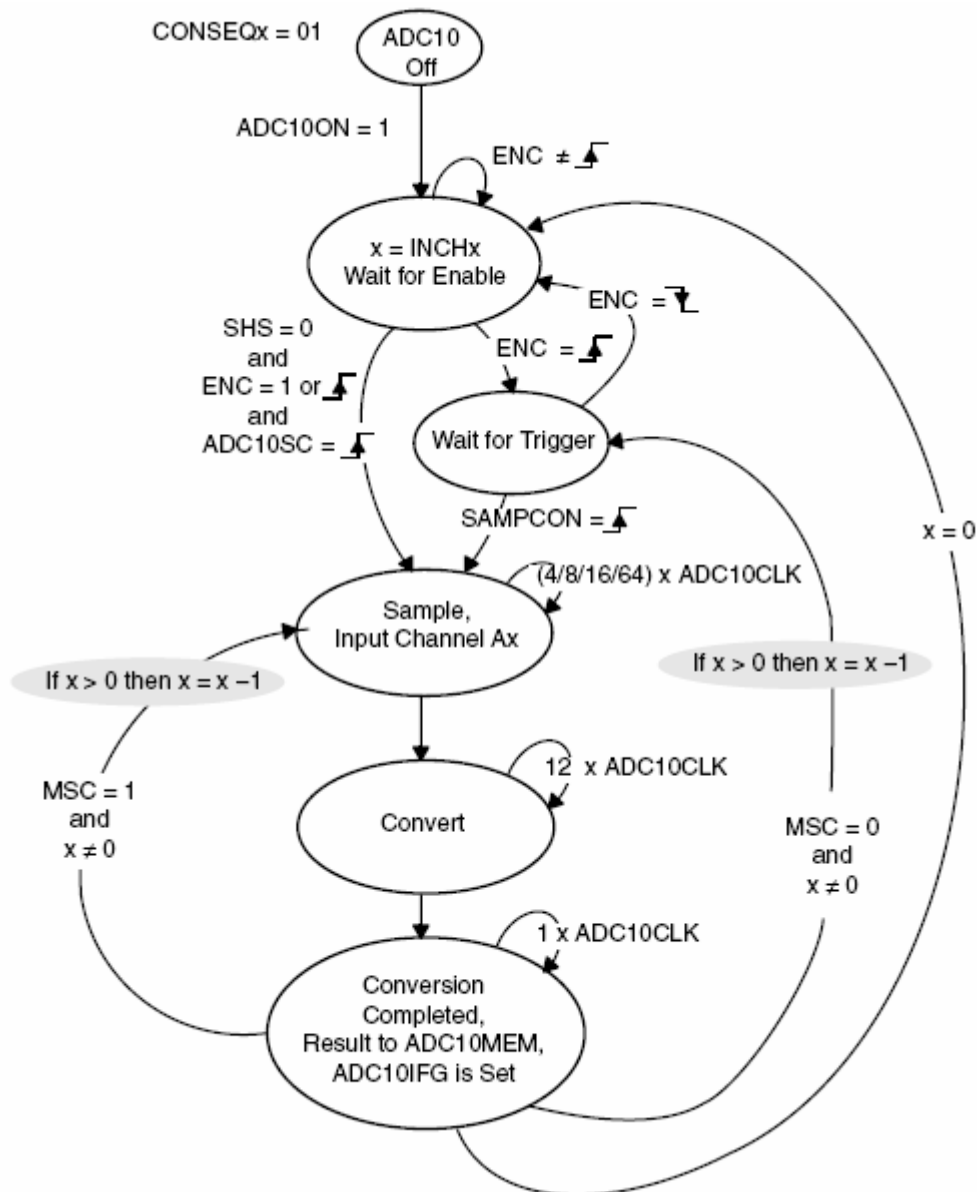 CONSEQx = 01
ADC10
Off
ADC10ON = 1
ENC ≠
x = INCHx
Wait for Enable
ENC =
SHS = 0
and
ENC = 1 or
and
ADC10SC =
ENC =
Wait for Trigger
SAMPCON =
x = 0
(4/8/16/64) x ADC10CLK
Sample,
Input Channel Ax
If x > 0 then x = x –1
If x > 0 then x = x –1
12 x ADC10CLK
MSC = 1
and
x ≠ 0
Convert
MSC = 0
and
x ≠ 0
1 x ADC10CLK
Conversion
Completed,
Result to ADC10MEM,
ADC10IFG is Set